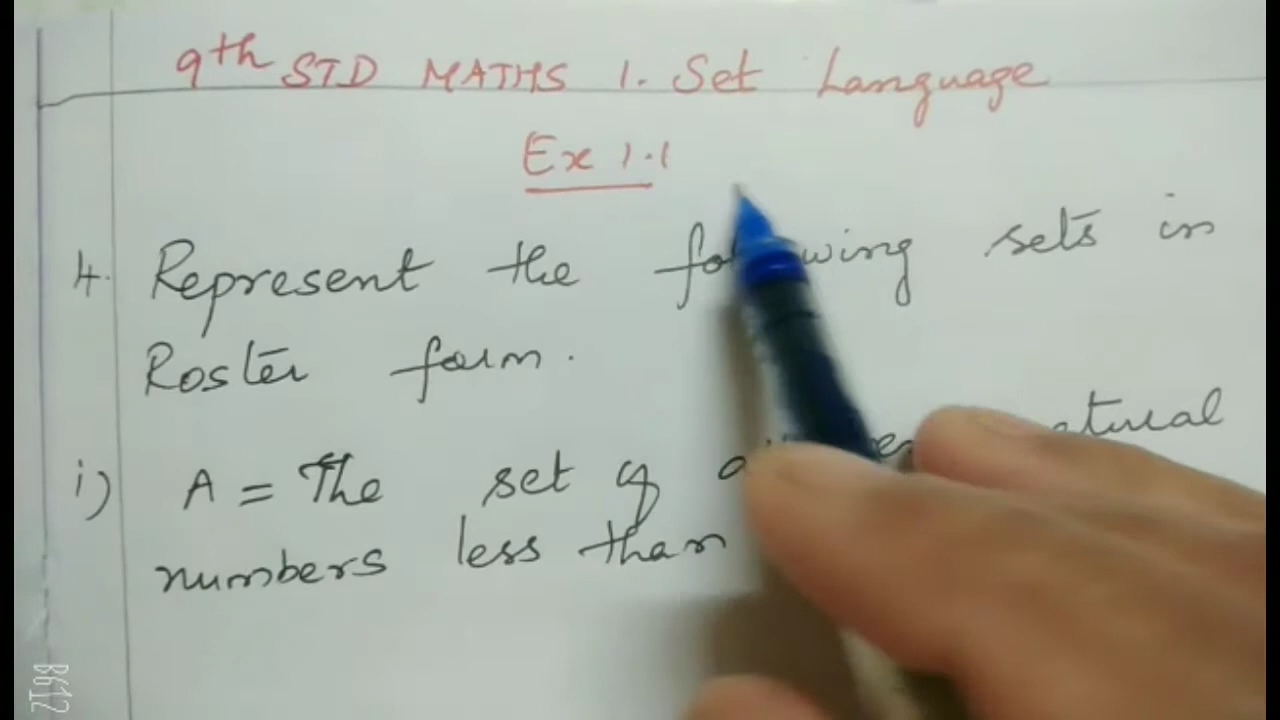 9th STD MATHS 1. Set Language
Ex 1.1
4. Represent the following sets in
Roster form.
i) A = The set of
numbers less than
B612